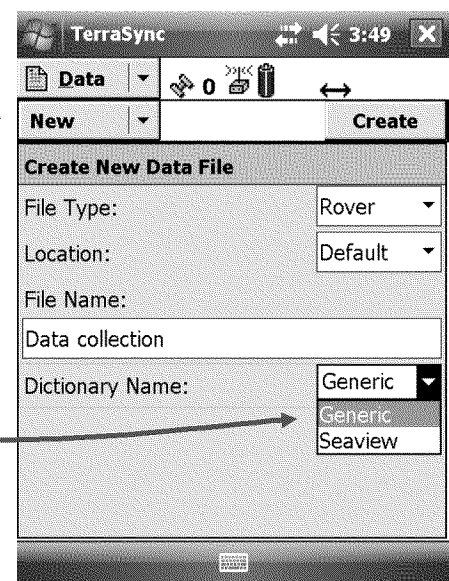 TerraSync 3:49
Data 0
New Create
Create New Data File
File Type: Rover
Location: Default
File Name:
Data collection
Dictionary Name: Generic
Generic
Seaview